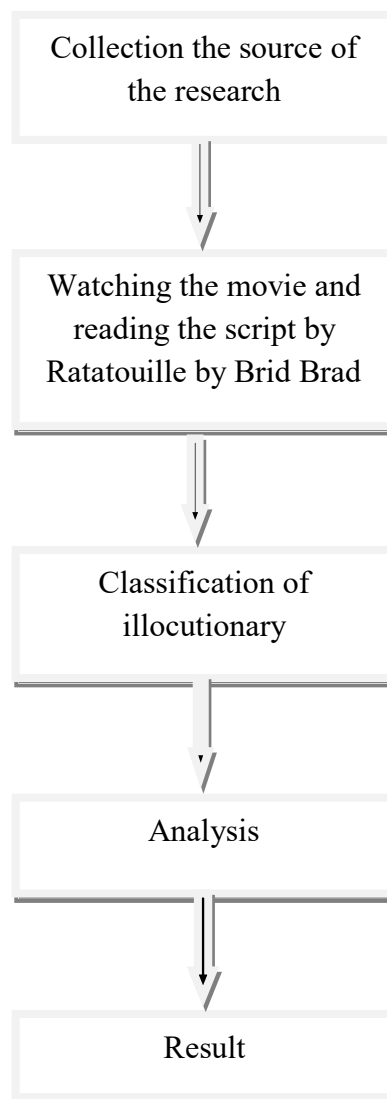 Collection the source of
the research
Watching the movie and
reading the script by
Ratatouille by Brid Brad
Classification of
illocutionary
Analysis
Result